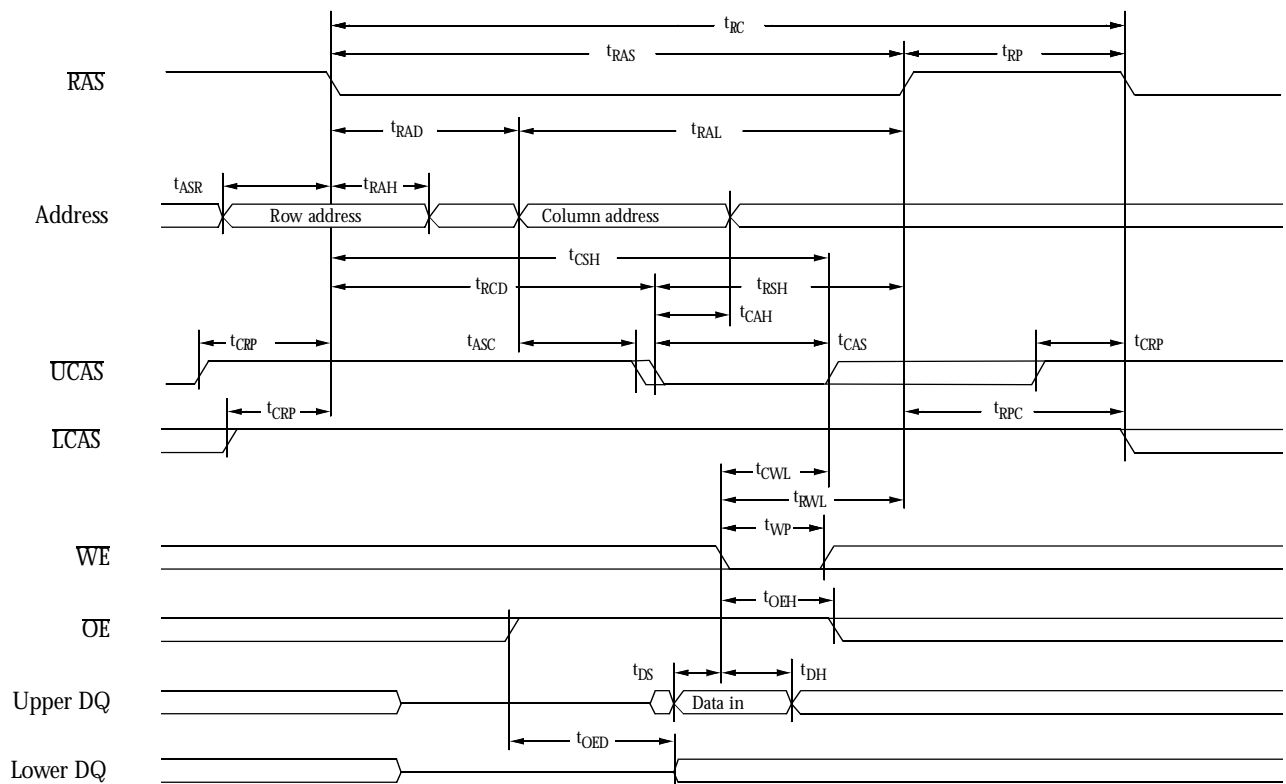 tRC
tRAS tRP
RAS
tRAD tRAL
tASR tRAH
Address Row address Column address
tCSH
tRCD tRSH
tCAH
tCRP tASC tCAS tCRP
UCAS
tCRP tRPC
LCAS
tCWL
tRWL
tWP
WE
tOEH
OE
tDS tDH
Upper DQ Data in
tOED
Lower DQ